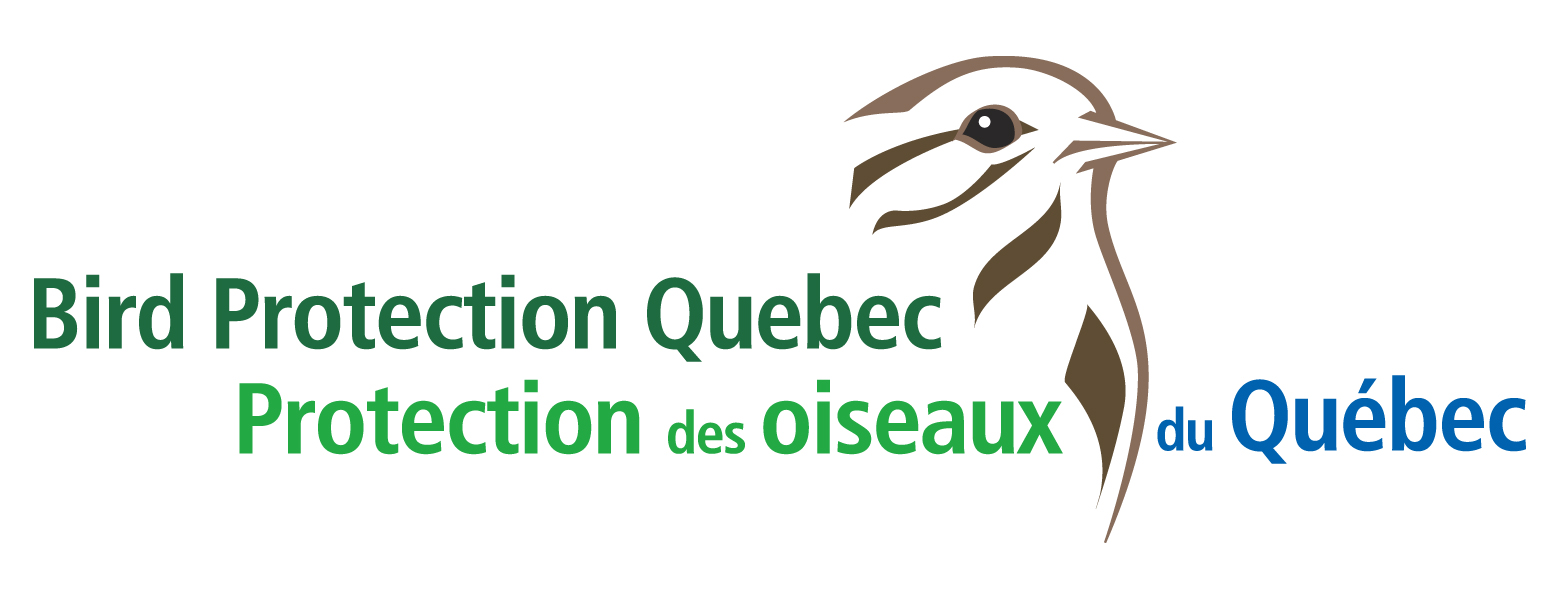 Bird Protection Quebec
Protection des oiseaux du Québec